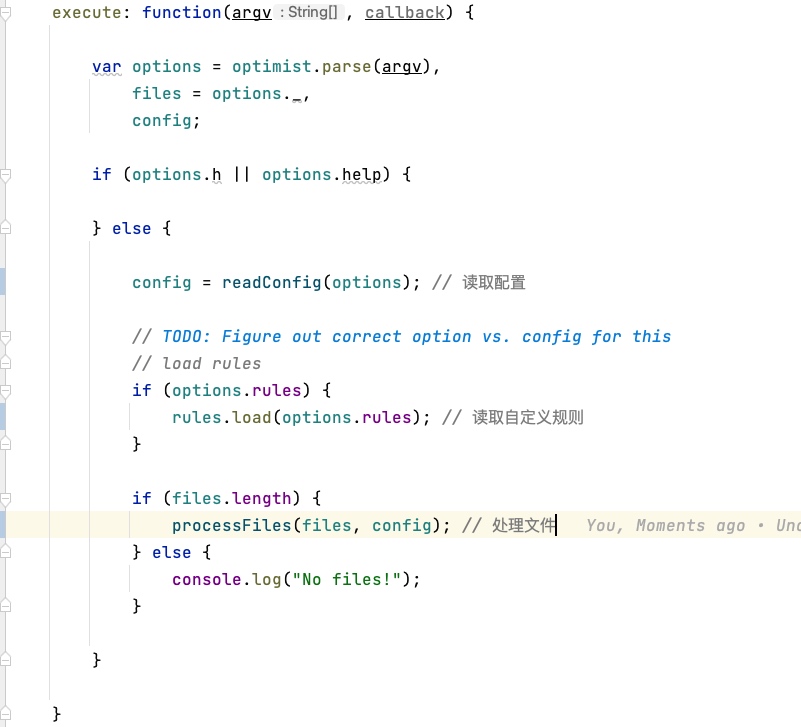 execute: function(argv : String[] , callback) {
var options = optimist.parse(argv),
files = options._,
config;
if (options.h || options.help) {
} else {
config = readConfig(options); // 读取配置
// TODO: Figure out correct option vs. config for this
// load rules
if (options.rules) {
rules.load(options.rules); // 读取自定义规则
}
if (files.length) {
processFiles(files, config); // 处理文件 You, Moments ago •
} else {
console.log("No files!");
}
}
}